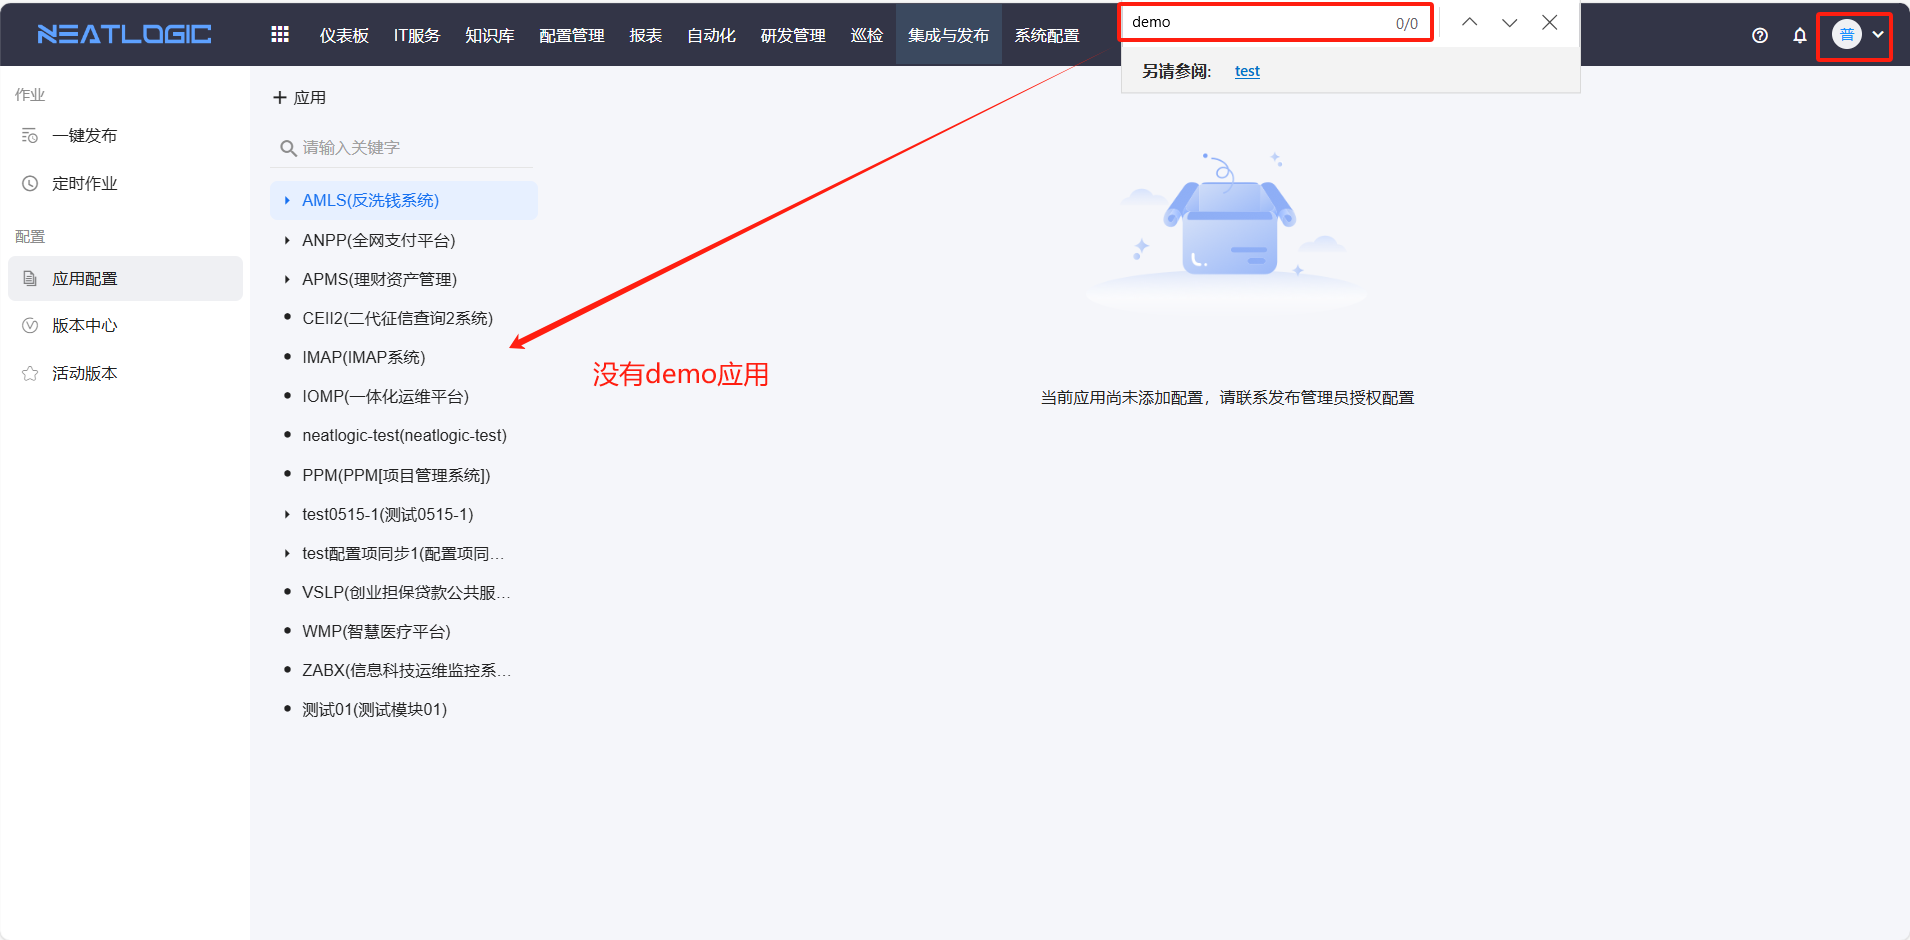 NEATLOGIC
仪表板 IT服务 知识库 配置管理 报表 自动化 研发管理 巡检 集成与发布 系统配置
demo 0/0
普
另请参阅: test
作业
一键发布
定时作业
配置
应用配置
版本中心
活动版本
应用
请输入关键字
AMLS(反洗钱系统)
ANPP(全网支付平台)
APMS(理财资产管理)
CEII2(二代征信查询2系统)
IMAP(IMAP系统)
IOMP(一体化运维平台)
neatlogic-test(neatlogic-test)
PPM(PPM[项目管理系统])
test0515-1(测试0515-1)
test配置项同步1(配置项同...
VSLP(创业担保贷款公共服...
WMP(智慧医疗平台)
ZABX(信息科技运维监控系...
测试01(测试模块01)
没有demo应用
当前应用尚未添加配置，请联系发布管理员授权配置